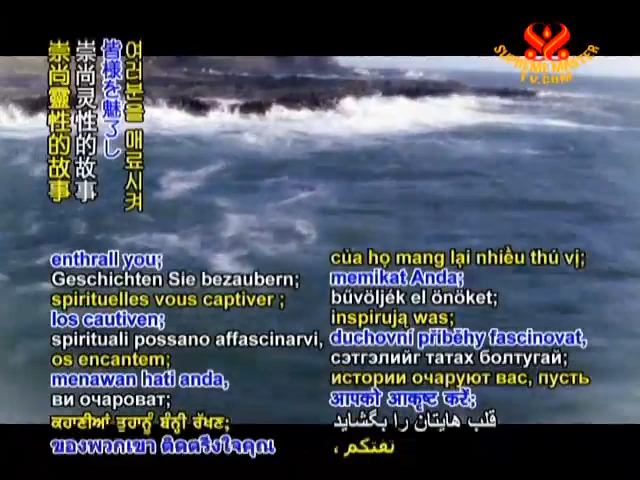 SUPREME MASTER
TV.COM
여러분을 매료시켜
皆様を魅了し
崇尚灵性的故事
崇尚靈性的故事
enthrall you;
Geschichten Sie bezaubern;
spirituelles vous captiver ;
los cautiven;
spirituali possano affascinarvi,
os encantem;
menawan hati anda,
ви очароват;
ਕਹਾਣੀਆਂ ਤੁਹਾਨੂੰ ਬੰਨ੍ਹੀ ਰੱਖਣ;
ของพวกเขา ติดตรึงใจคุณ
của họ mang lại nhiều thú vị;
memikat Anda;
bűvöljék el önöket;
inspirują was;
duchovní příběhy fascinovat,
сэтгэлийг татах болтугай;
истории очаруют вас, пусть
आपको आकृष्ट करें;
قلب هایتان را بگشاید
تفتكم ،